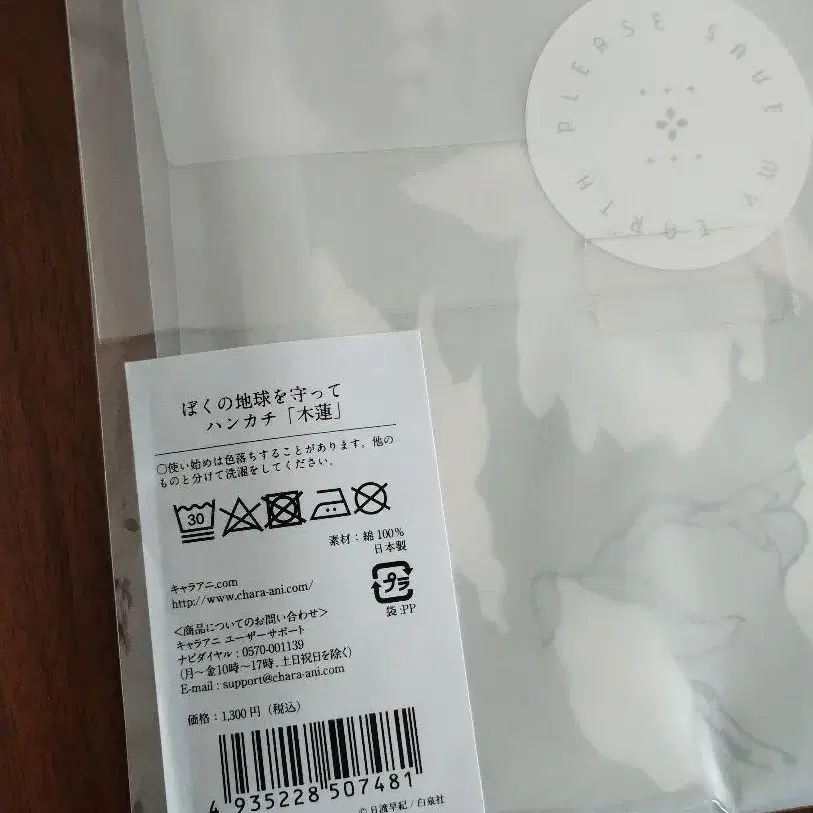 PLEASE SAVE MY EARTH
ぼくの地球を守って
ハンカチ「木蓮」
○使い始めは色落ちすることがあります。他の
ものと分けて洗濯をしてください。
30
素材：綿 100%
日本製
キャラアニ.com
http://www.chara-ani.com/
プラ
袋:PP
<商品についてのお問い合わせ>
キャラアニ ユーザーサポート
ナビダイヤル：0570-001139
(月～金10時～17時、土日祝日を除く)
E-mail : support@chara-ani.com
価格：1,300 円（税込）
4 935228 507481
© 日渡早紀 / 白泉社